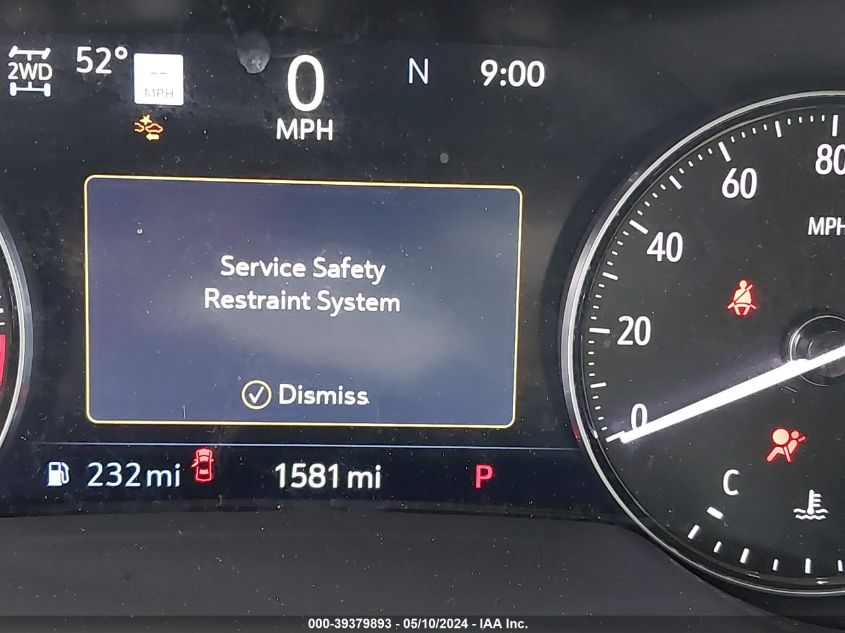 2WD 52° -- MPH 0 MPH N 9:00
Service Safety
Restraint System
Dismiss
232 mi 1581 mi P
0 20 40 60 80
MPH
C
000-39379893 - 05/10/2024 - IAA Inc.